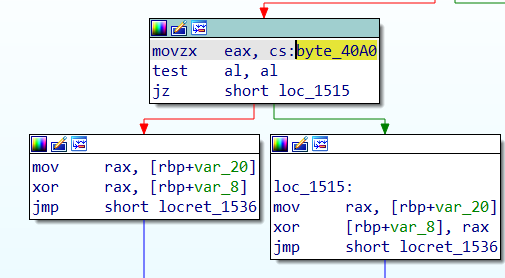 movzx eax, cs:byte_40A0
test al, al
jz short loc_1515
mov rax, [rbp+var_20]
xor rax, [rbp+var_8]
jmp short locret_1536
loc_1515:
mov rax, [rbp+var_20]
xor [rbp+var_8], rax
jmp short locret_1536